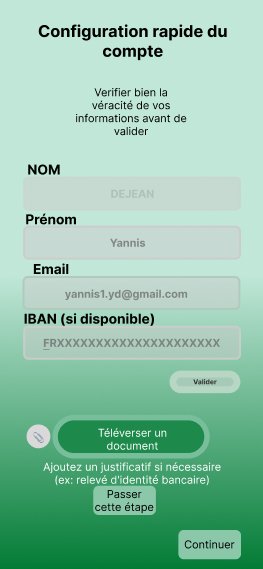 Configuration rapide du
compte
Verifier bien la
véracité de vos
informations avant de
valider
NOM
DEJEAN
Prénom
Yannis
Email
yannis1.yd@gmail.com
IBAN (si disponible)
FRXXXXXXXXXXXXXXXXXXXXX
Valider
Téléverser un
document
Ajoutez un justificatif si nécessaire
(ex: relevé d'identité bancaire)
Passer
cette étape
Continuer